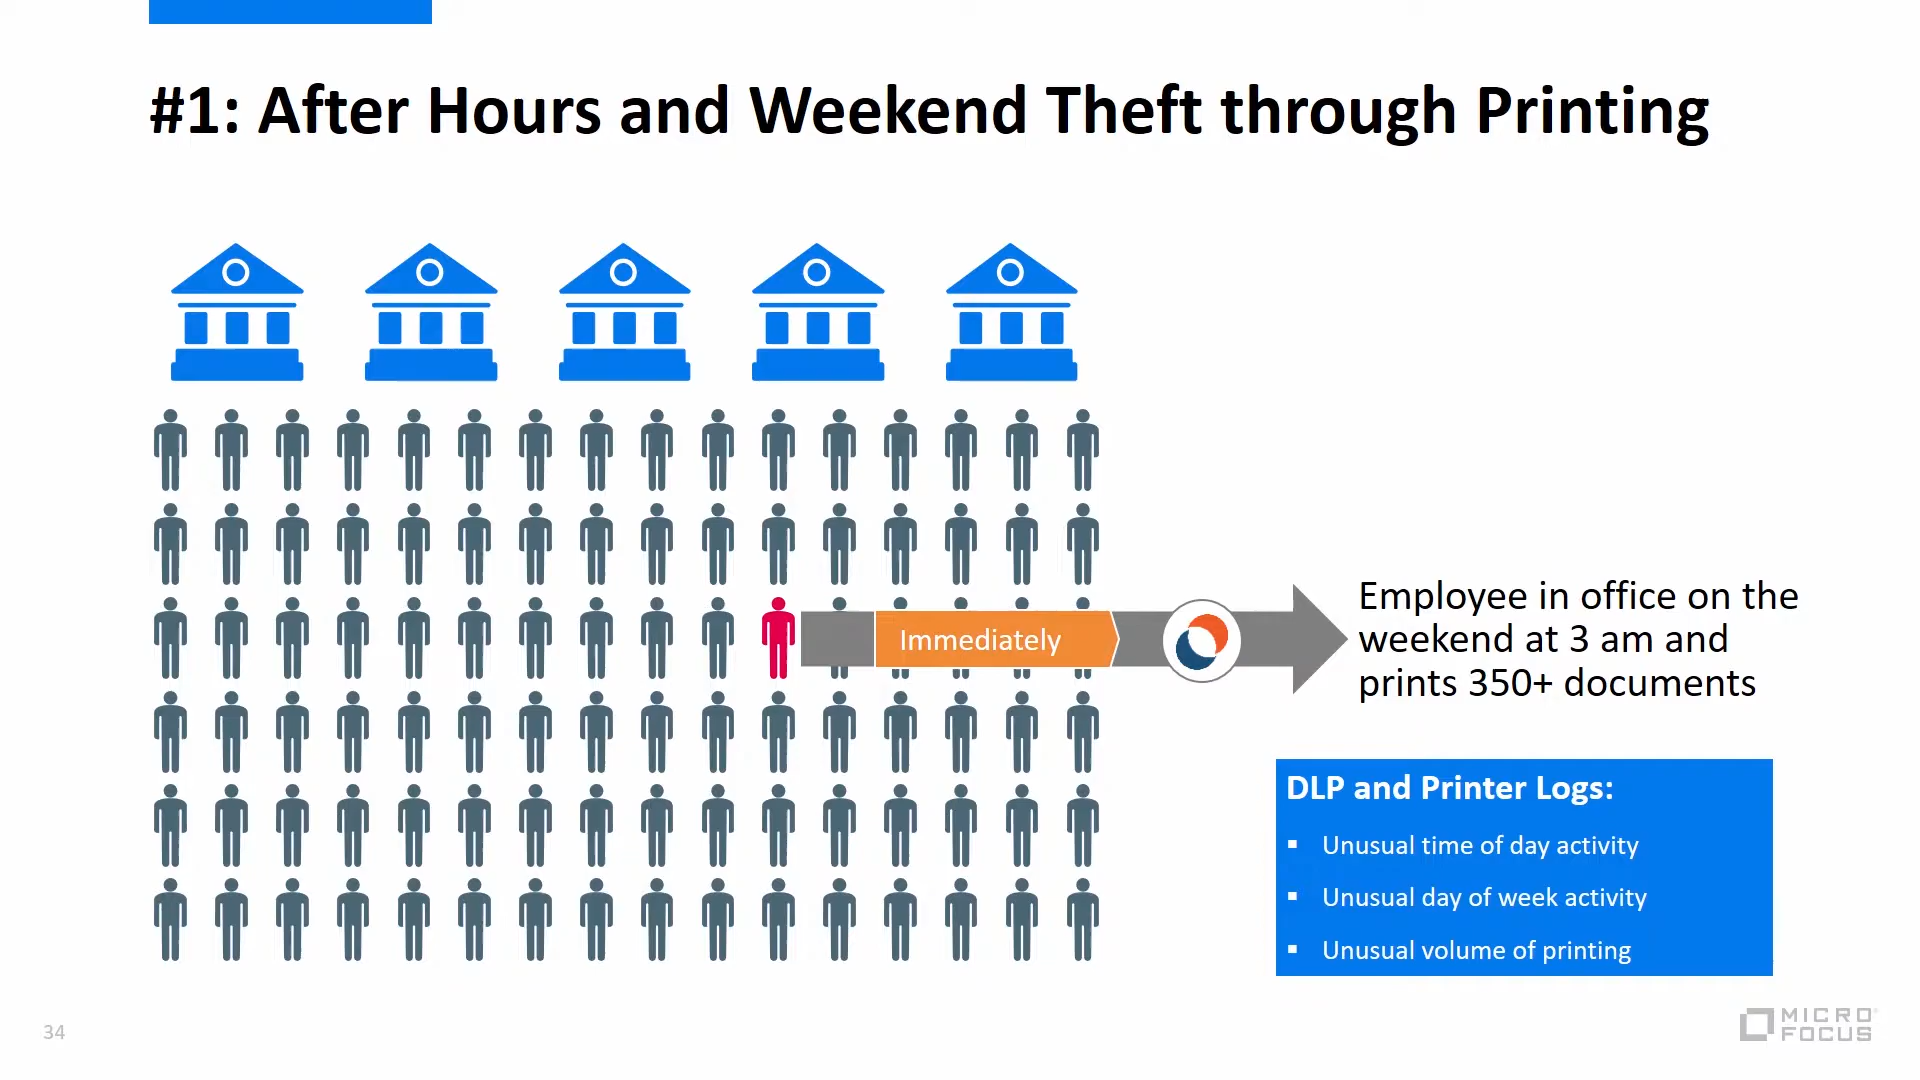 #1: After Hours and Weekend Theft through Printing
Immediately
Employee in office on the
weekend at 3 am and
prints 350+ documents
DLP and Printer Logs:
▪ Unusual time of day activity
▪ Unusual day of week activity
▪ Unusual volume of printing
34
MICRO
FOCUS